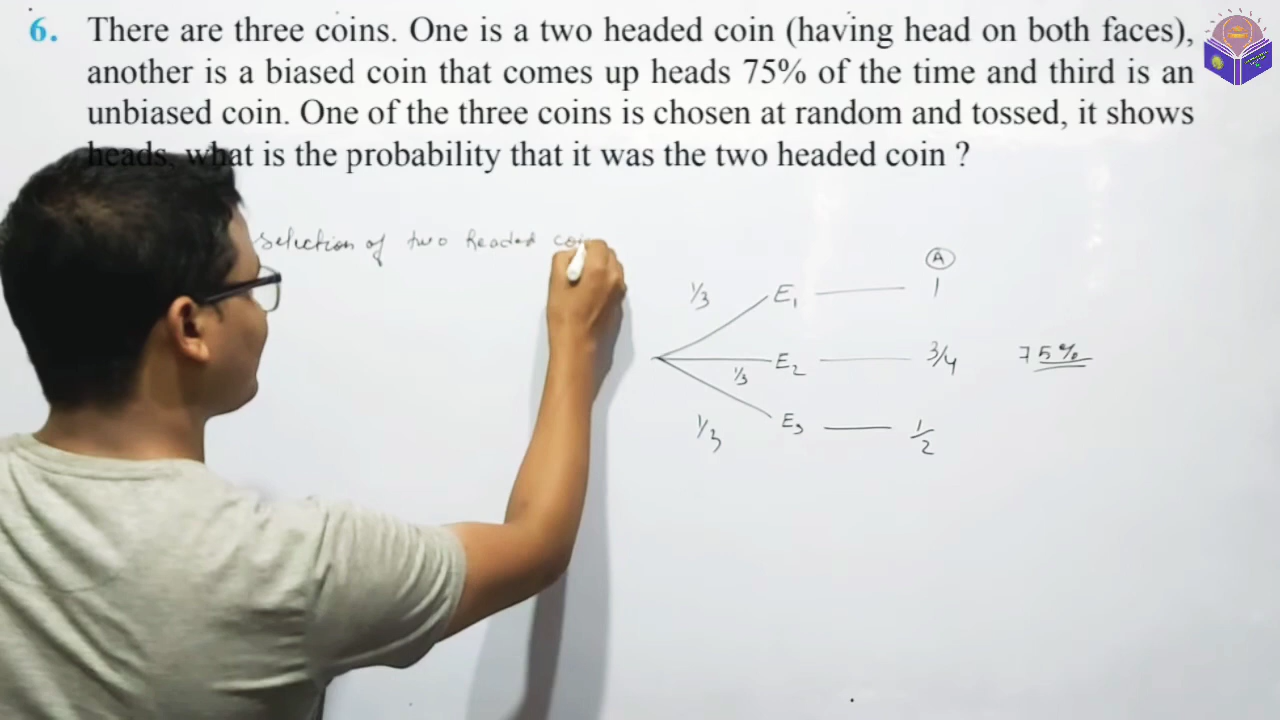 6. There are three coins. One is a two headed coin (having head on both faces),
another is a biased coin that comes up heads 75% of the time and third is an
unbiased coin. One of the three coins is chosen at random and tossed, it shows
heads, what is the probability that it was the two headed coin ?
selection of two headed coin
A
1/3 E1 1
1/3 E2 3/4 75%
1/3 E3 1/2